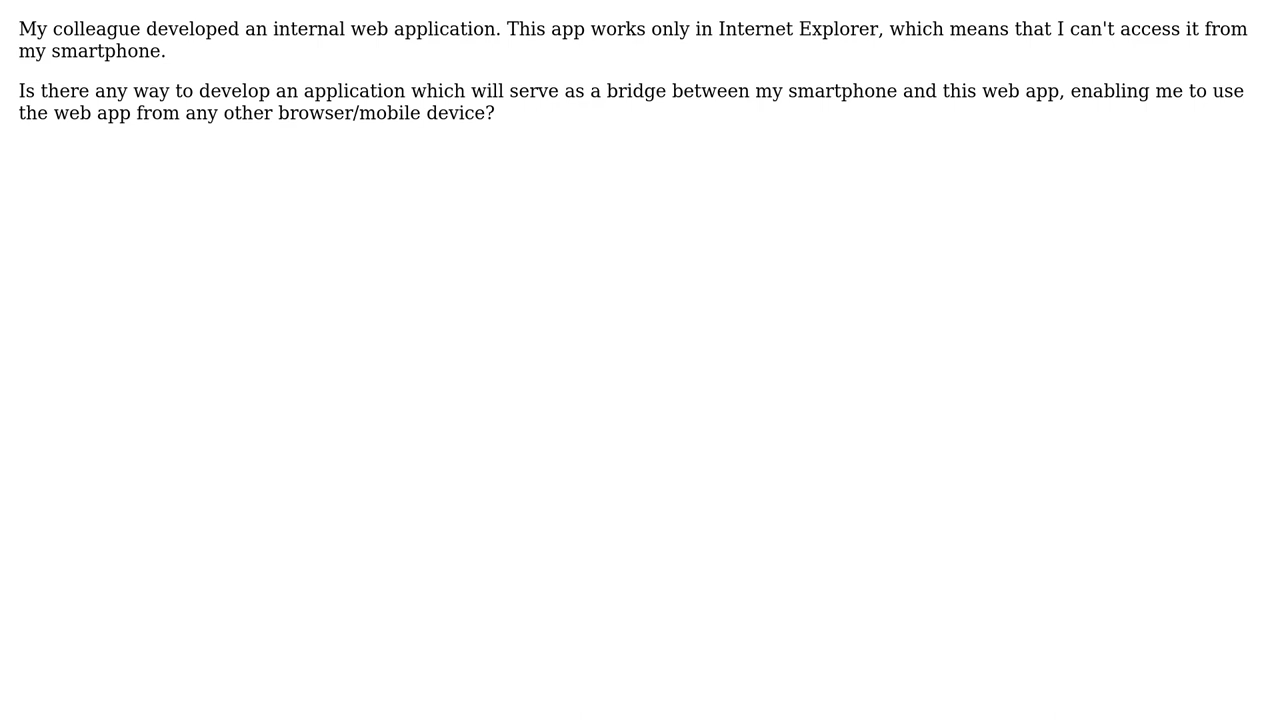 My colleague developed an internal web application. This app works only in Internet Explorer, which means that I can't access it from
my smartphone.
Is there any way to develop an application which will serve as a bridge between my smartphone and this web app, enabling me to use
the web app from any other browser/mobile device?